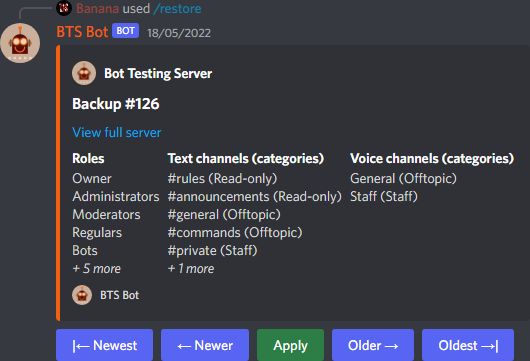 Banana used /restore
BTS Bot BOT 18/05/2022
Bot Testing Server
Backup #126
View full server
Roles Text channels (categories) Voice channels (categories)
Owner #rules (Read-only) General (Offtopic)
Administrators #announcements (Read-only) Staff (Staff)
Moderators #general (Offtopic)
Regulars #commands (Offtopic)
Bots #private (Staff)
+ 5 more + 1 more
BTS Bot
|← Newest ← Newer Apply Older → Oldest →|